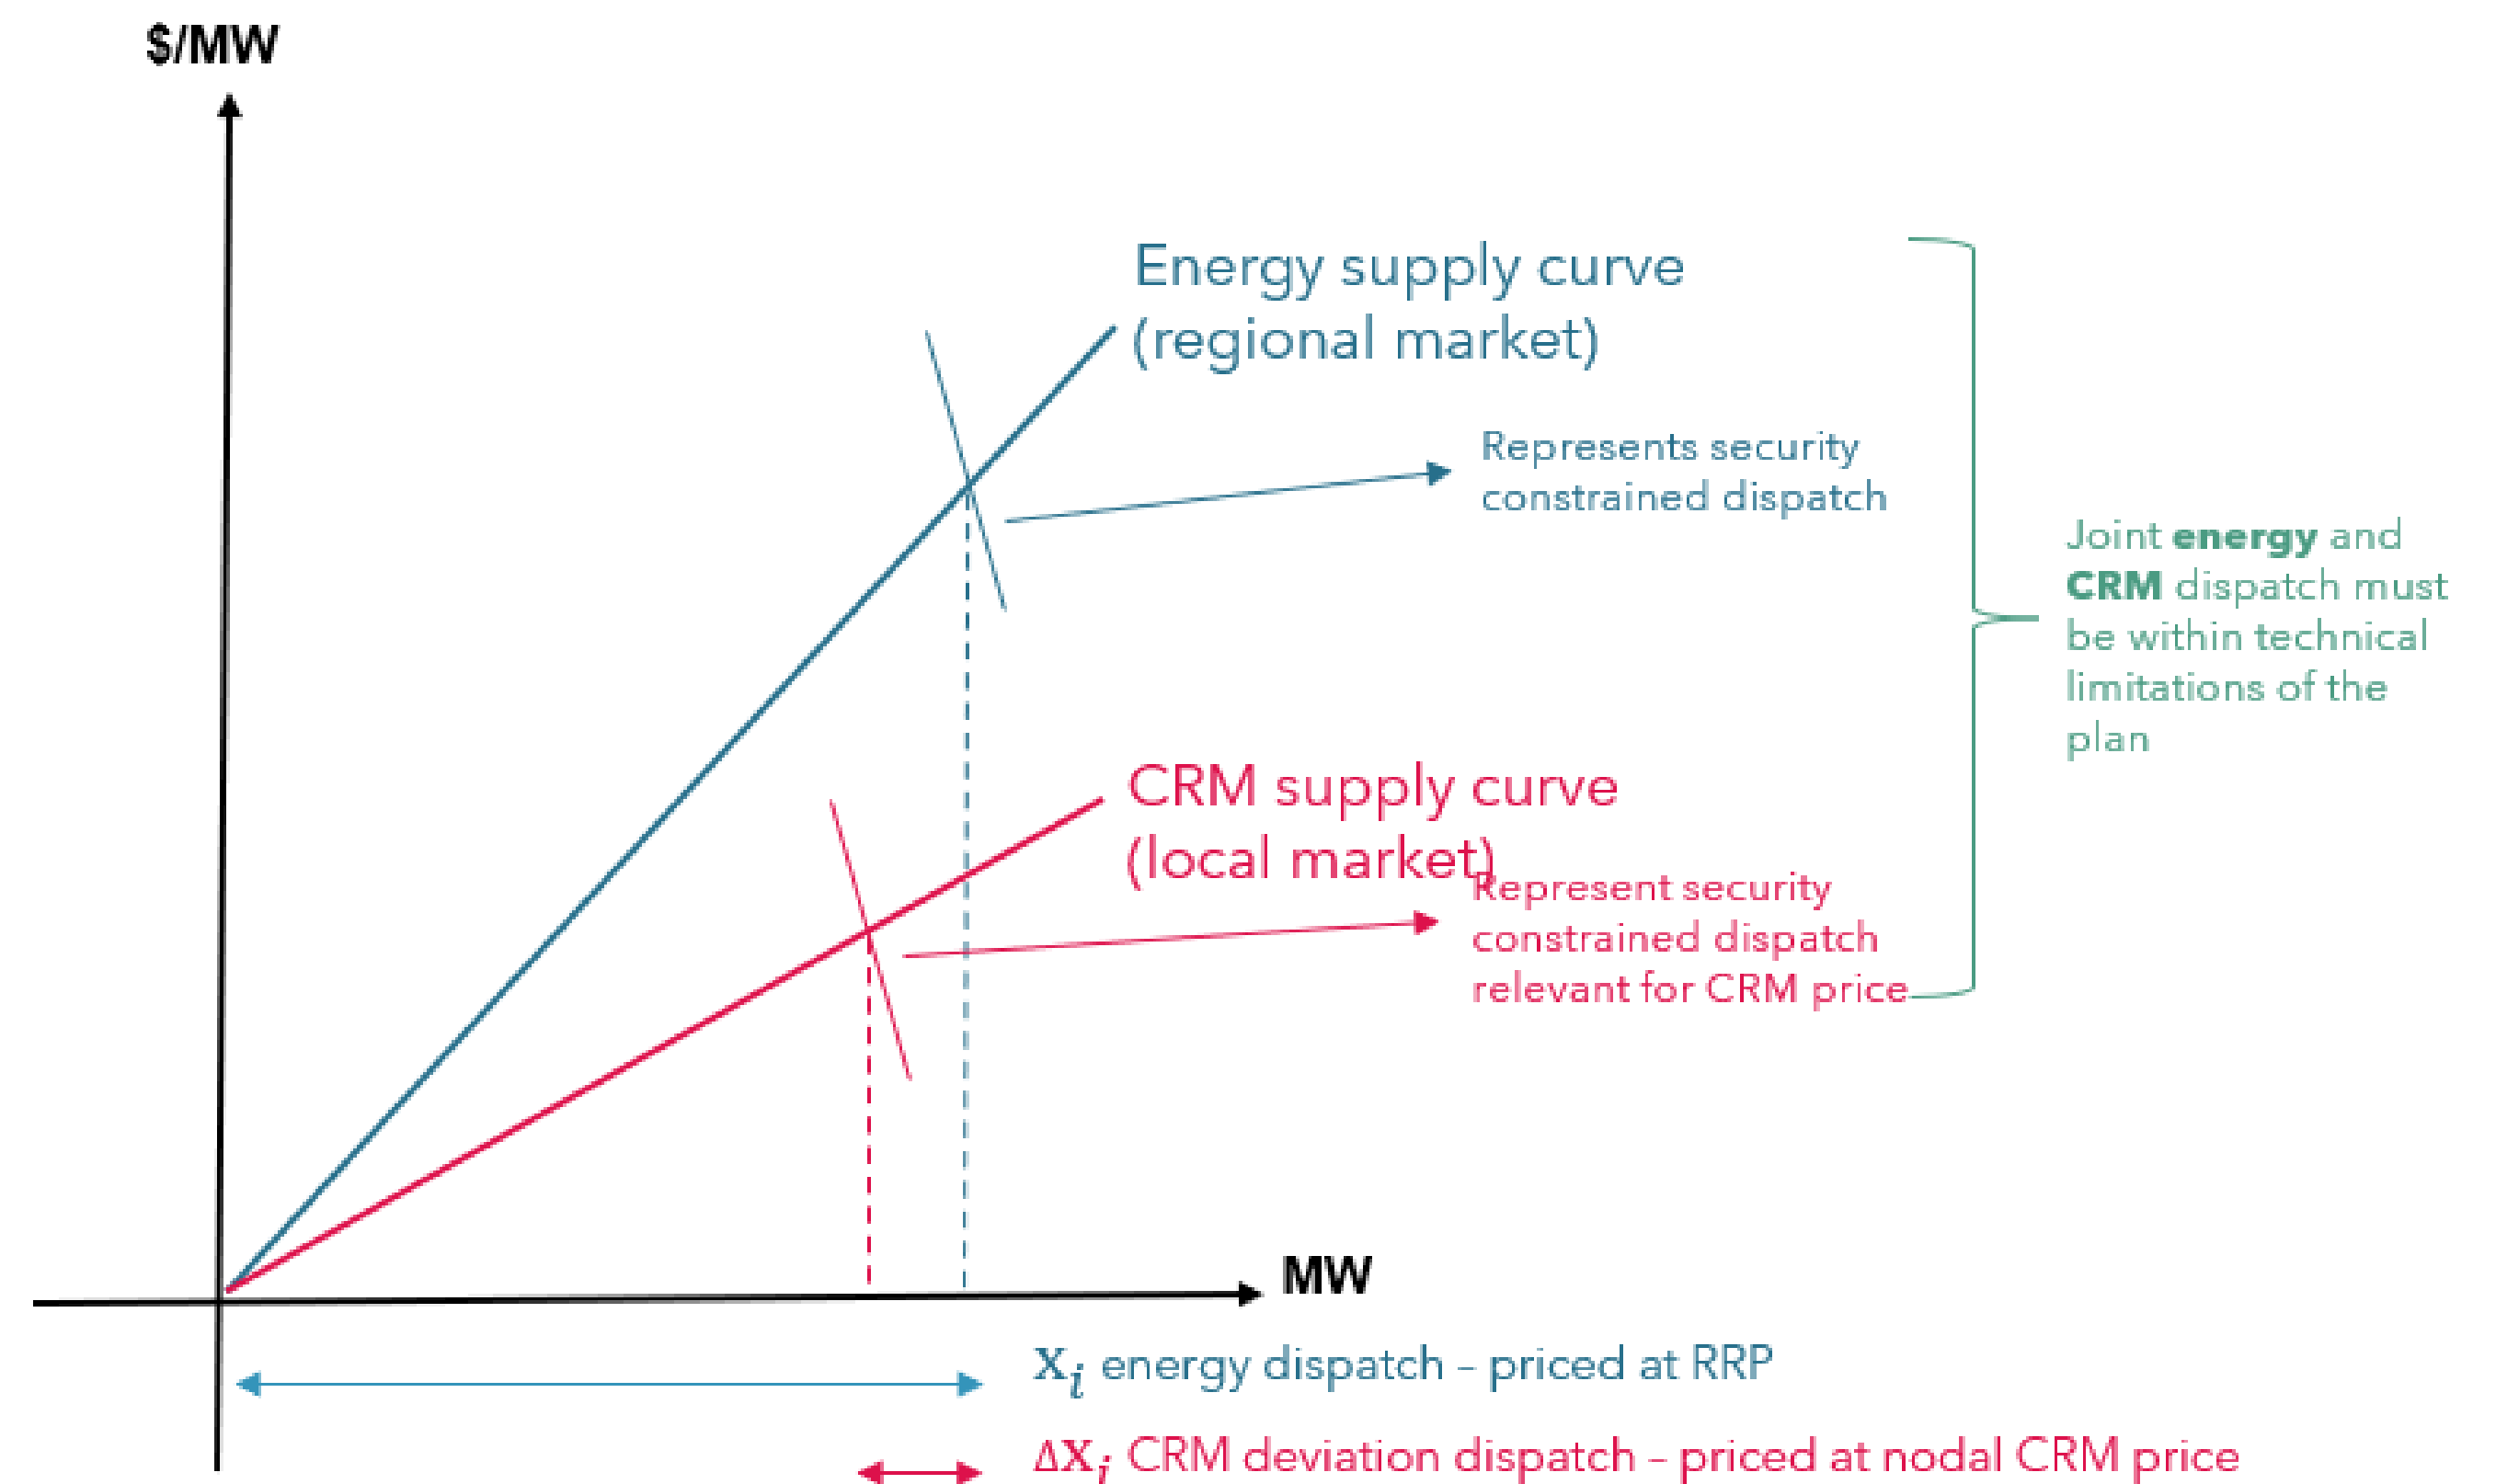 $/MW
Energy supply curve
(regional market)
Represents security
constrained dispatch
Joint energy and
CRM dispatch must
be within technical
limitations of the
plan
CRM supply curve
(local market)
Represent security
constrained dispatch
relevant for CRM price
MW
xᵢ energy dispatch – priced at RRP
Δxᵢ CRM deviation dispatch – priced at nodal CRM price